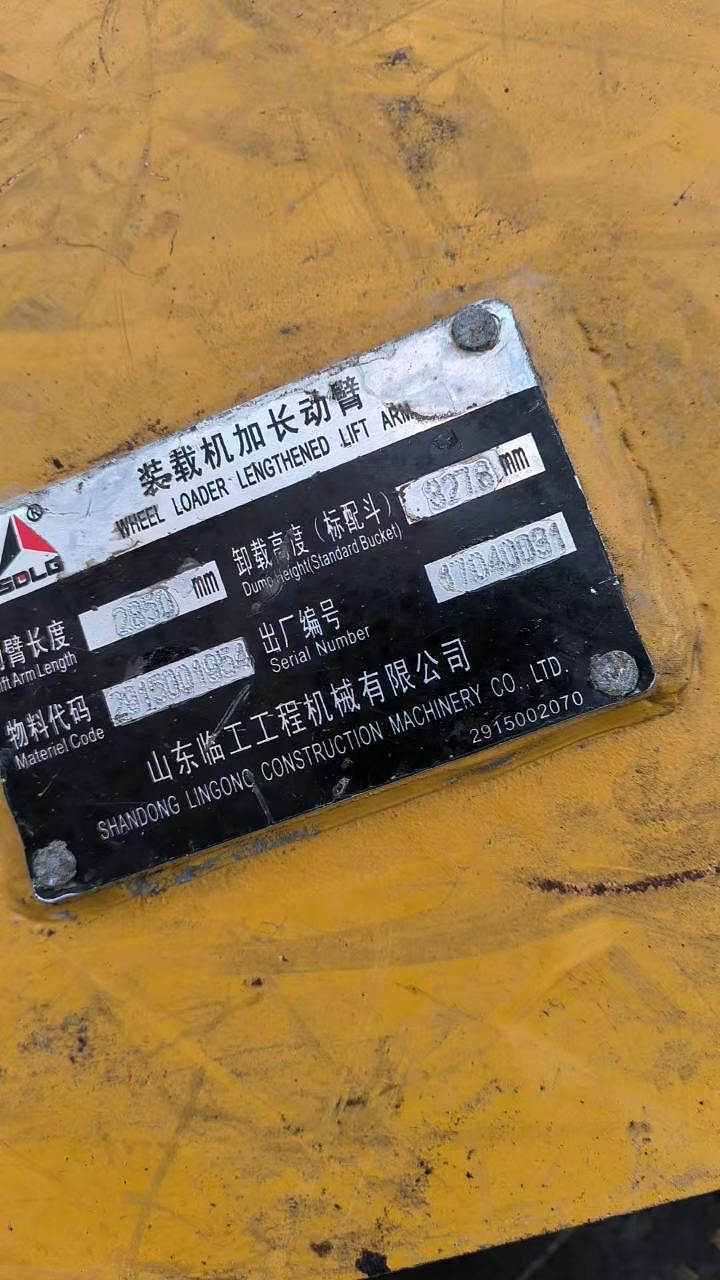 装载机加长动臂
WHEEL LOADER LENGTHENED LIFT ARM
®
SDLG
臂长度 2850 mm
Arm Length
卸载高度（标配斗） 3278 mm
Dump Height(Standard Bucket)
物料代码 2915001954
Materiel Code
出厂编号 17040031
Serial Number
山东临工工程机械有限公司
SHANDONG LINGONG CONSTRUCTION MACHINERY CO., LTD.
2915002070